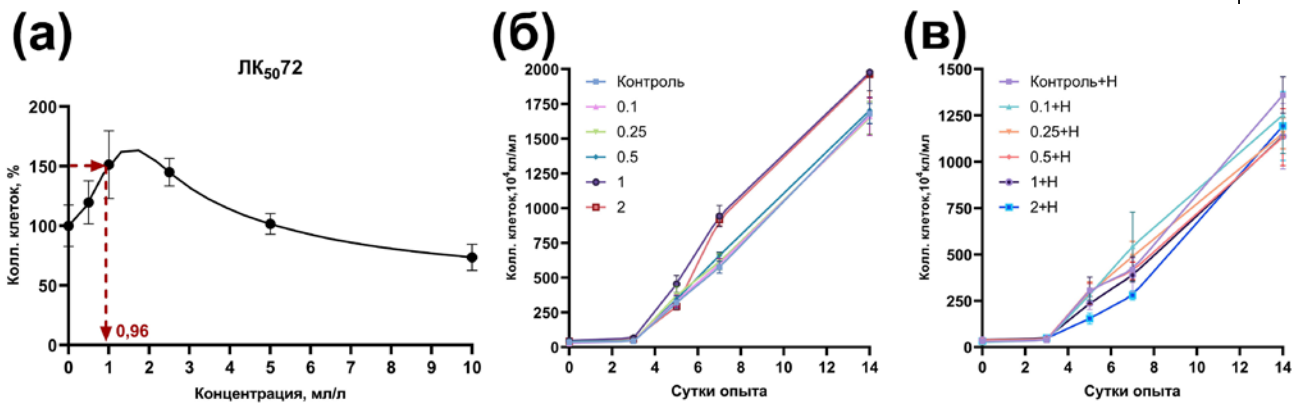 (а)
ЛК5072
Колл. клеток, %
200
150
100
50
0
0,96
0 1 2 3 4 5 6 7 8 9 10
Концентрация, мл/л
(б)
Колл. клеток,10⁴кл/мл
2000
1750
1500
1250
1000
750
500
250
0
Контроль
0.1
0.25
0.5
1
2
0 2 4 6 8 10 12 14
Сутки опыта
(в)
Колл. клеток,10⁴кл/мл
1500
1250
1000
750
500
250
0
Контроль+Н
0.1+Н
0.25+Н
0.5+Н
1+Н
2+Н
0 2 4 6 8 10 12 14
Сутки опыта